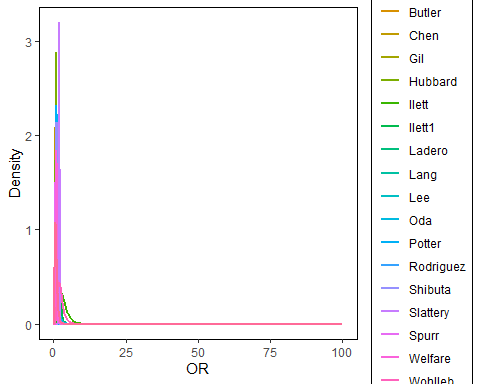 3
2
1
0
Density
0
25
50
75
100
OR
Butler
Chen
Gil
Hubbard
Ilett
Ilett1
Ladero
Lang
Lee
Oda
Potter
Rodriguez
Shibuta
Slattery
Spurr
Welfare
Wohlleb